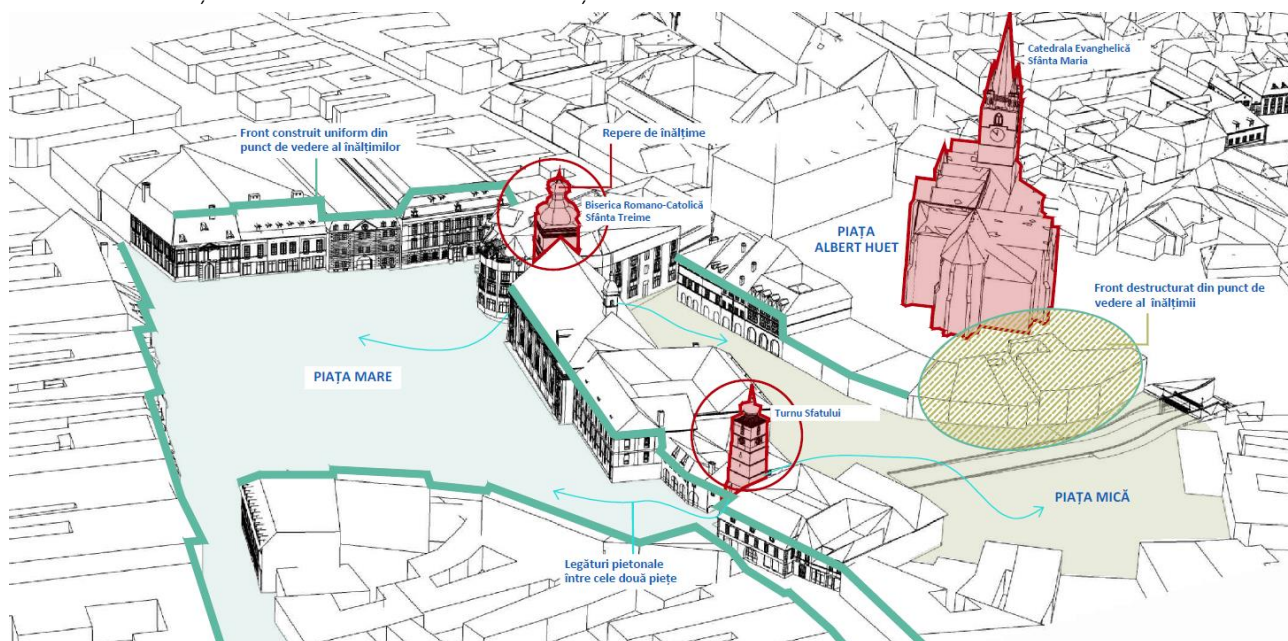 Catedrala Evanghelică
Sfânta Maria
Front construit uniform din
punct de vedere al înălțimilor
Repere de înălțime
Biserica Romano-Catolică
Sfânta Treime
PIAȚA
ALBERT HUET
Front destructurat din punct de
vedere al înălțimii
PIAȚA MARE
Turnu Sfatului
PIAȚA MICĂ
Legături pietonale
între cele două piețe